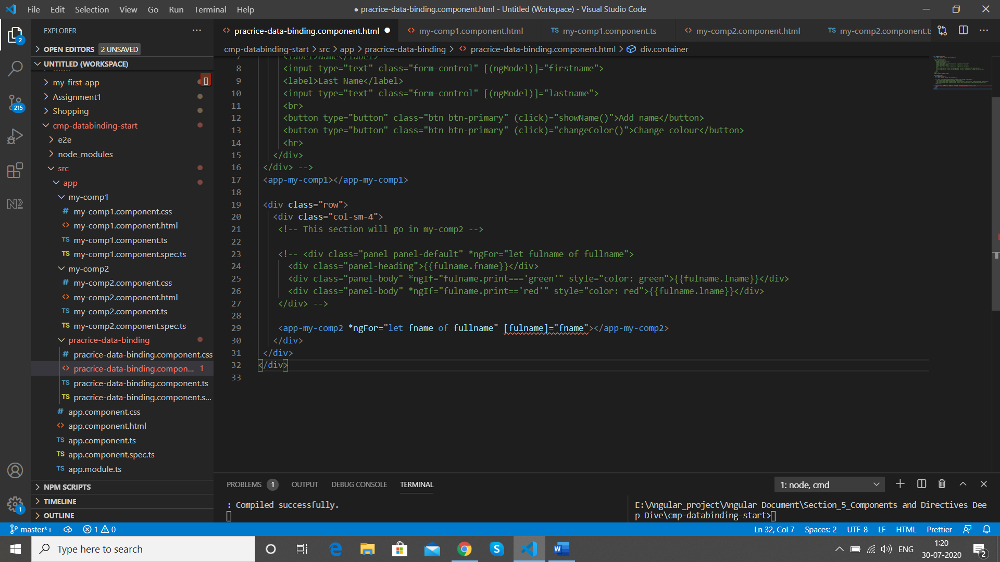 File Edit Selection View Go Run Terminal Help
● pracrice-data-binding.component.html - Untitled (Workspace) - Visual Studio Code
EXPLORER
OPEN EDITORS 2 UNSAVED
UNTITLED (WORKSPACE)
my-first-app
Assignment1
Shopping
cmp-databinding-start
e2e
node_modules
src
app
my-comp1
# my-comp1.component.css
<> my-comp1.component.html
TS my-comp1.component.ts
TS my-comp1.component.spec.ts
my-comp2
# my-comp2.component.css
<> my-comp2.component.html
TS my-comp2.component.ts
TS my-comp2.component.spec.ts
pracrice-data-binding
# pracrice-data-binding.component.css
<> pracrice-data-binding.compon... 1
TS pracrice-data-binding.component.ts
TS pracrice-data-binding.component.s...
# app.component.css
<> app.component.html
TS app.component.ts
TS app.component.spec.ts
TS app.module.ts
NPM SCRIPTS
TIMELINE
OUTLINE
2
215
1
<> pracrice-data-binding.component.html ● <> my-comp1.component.html TS my-comp1.component.ts <> my-comp2.component.html TS my-comp2.component.t
cmp-databinding-start > src > app > pracrice-data-binding > <> pracrice-data-binding.component.html > div.container
7 <label>Name</label>
8 <input type="text" class="form-control" [(ngModel)]="firstname">
9 <label>Last Name</label>
10 <input type="text" class="form-control" [(ngModel)]="lastname">
11 <br>
12 <button type="button" class="btn btn-primary" (click)="showName()">Add name</button>
13 <button type="button" class="btn btn-primary" (click)="changeColor()">Change colour</button>
14 <hr>
15 </div>
16 </div> -->
17 <app-my-comp1></app-my-comp1>
18
19 <div class="row">
20 <div class="col-sm-4">
21 <!-- This section will go in my-comp2 -->
22
23 <!-- <div class="panel panel-default" *ngFor="let fulname of fullname">
24 <div class="panel-heading">{{fulname.fname}}</div>
25 <div class="panel-body" *ngIf="fulname.print==='green'" style="color: green">{{fulname.lname}}</div>
26 <div class="panel-body" *ngIf="fulname.print=='red'" style="color: red">{{fulname.lname}}</div>
27 </div> -->
28
29 <app-my-comp2 *ngFor="let fname of fullname" [fulname]="fname"></app-my-comp2>
30 </div>
31 </div>
32 </div>
33
PROBLEMS 1 OUTPUT DEBUG CONSOLE TERMINAL
1: node, cmd
: Compiled successfully.
E:\Angular_project\Angular Document\Section_5_Components and Directives Dee
p Dive\cmp-databinding-start>
master*+ 1 0
Ln 32, Col 7 Spaces: 2 UTF-8 LF HTML Prettier
Type here to search
ENG
1:20
30-07-2020
2